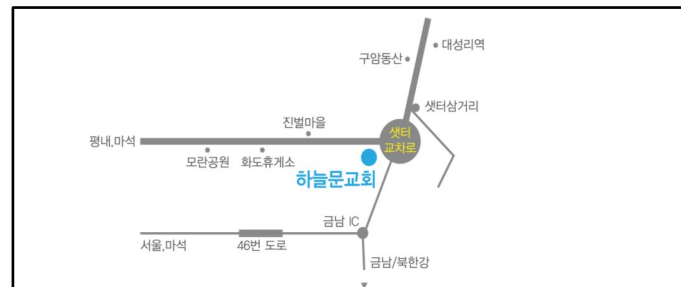 대성리역
구암동산
샛터삼거리
진벌마을
샛터
교차로
평내,마석
모란공원
화도휴게소
하늘문교회
금남 IC
서울,마석
46번 도로
금남/북한강